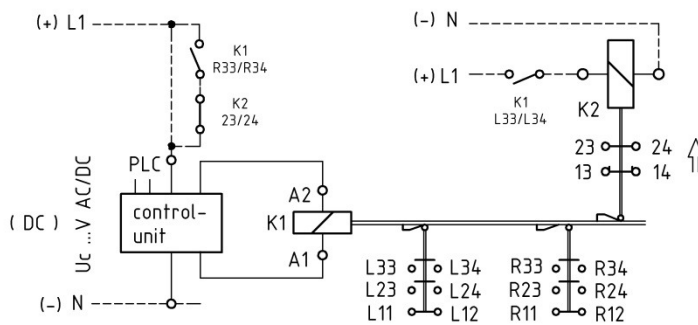 (+) L1
K1
R33/R34
K2
23/24
(-) N
(+) L1
K1
L33/L34
K2
23 24
13 14
PLC
(DC)
Uc ...V AC/DC
control-
unit
A2
K1
A1
(-) N
L33 L34
L23 L24
L11 L12
R33 R34
R23 R24
R11 R12